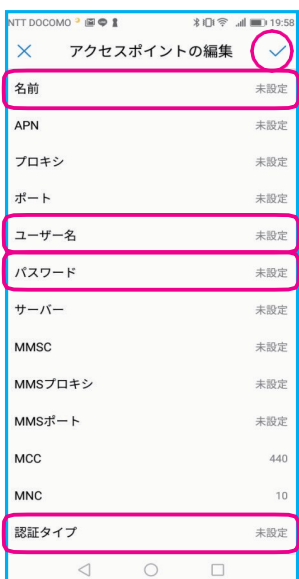 NTT DOCOMO 19:58
アクセスポイントの編集
名前 未設定
APN 未設定
プロキシ 未設定
ポート 未設定
ユーザー名 未設定
パスワード 未設定
サーバー 未設定
MMSC 未設定
MMSプロキシ 未設定
MMSポート 未設定
MCC 440
MNC 10
認証タイプ 未設定